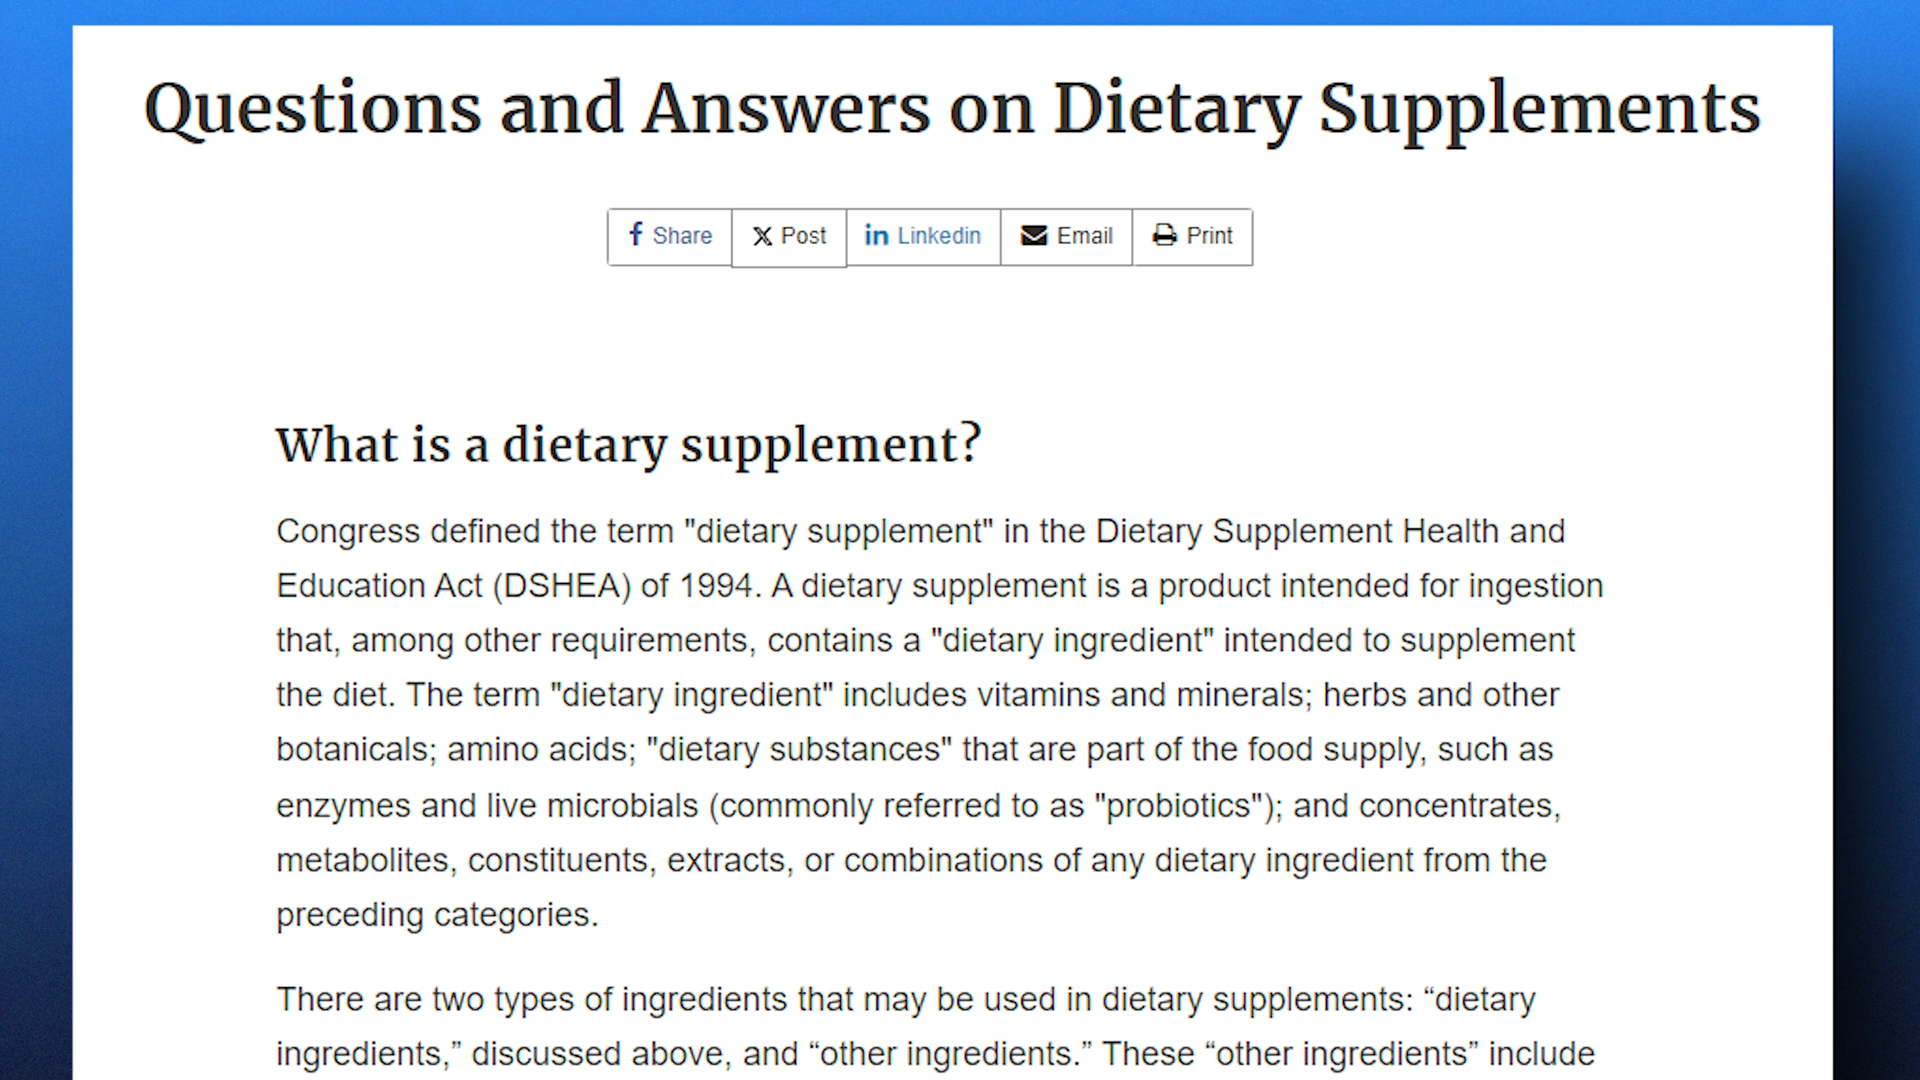 Questions and Answers on Dietary Supplements
Share Post Linkedin Email Print
What is a dietary supplement?
Congress defined the term "dietary supplement" in the Dietary Supplement Health and
Education Act (DSHEA) of 1994. A dietary supplement is a product intended for ingestion
that, among other requirements, contains a "dietary ingredient" intended to supplement
the diet. The term "dietary ingredient" includes vitamins and minerals; herbs and other
botanicals; amino acids; "dietary substances" that are part of the food supply, such as
enzymes and live microbials (commonly referred to as "probiotics"); and concentrates,
metabolites, constituents, extracts, or combinations of any dietary ingredient from the
preceding categories.
There are two types of ingredients that may be used in dietary supplements: “dietary
ingredients,” discussed above, and “other ingredients.” These “other ingredients” include